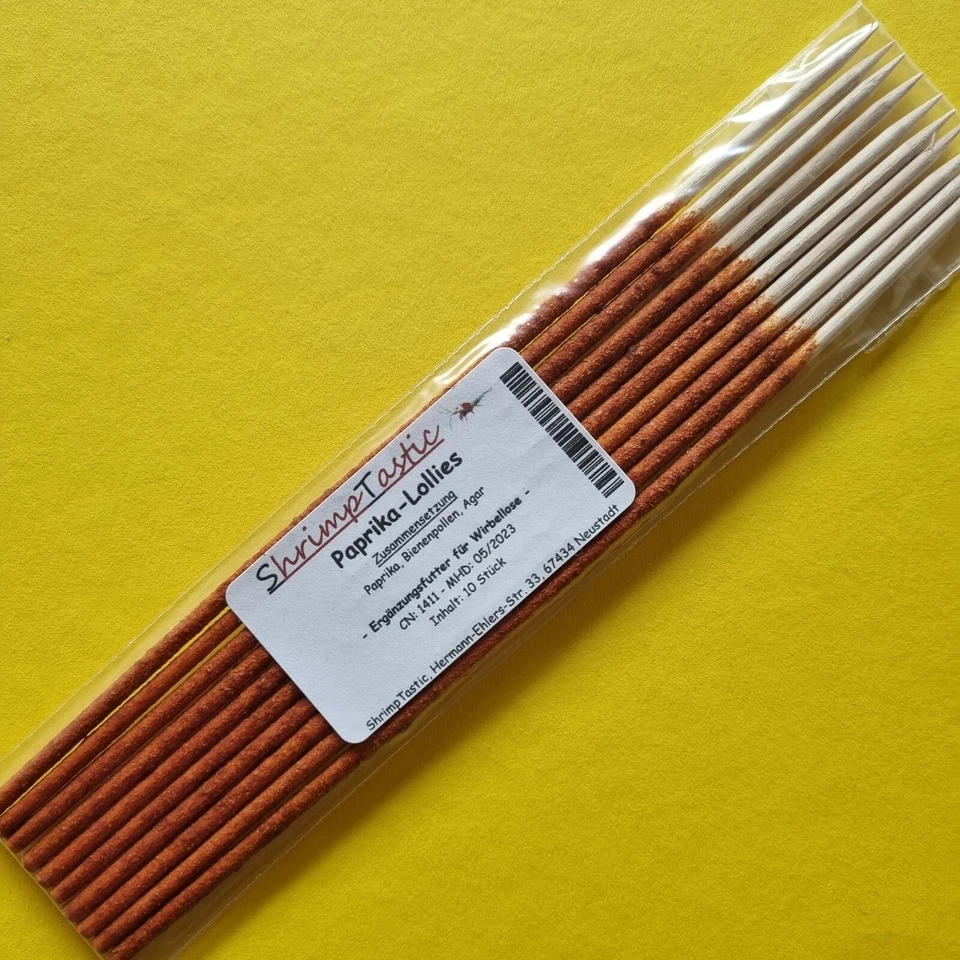 ShrimpTastic
Paprika-Lollies
Zusammensetzung
Paprika, Bienenpollen, Agar
- Ergänzungsfutter für Wirbellose -
CN: 1411 - MHD: 05/2023
Inhalt: 10 Stück
ShrimpTastic, Hermann-Ehlers-Str. 33, 67434 Neustadt